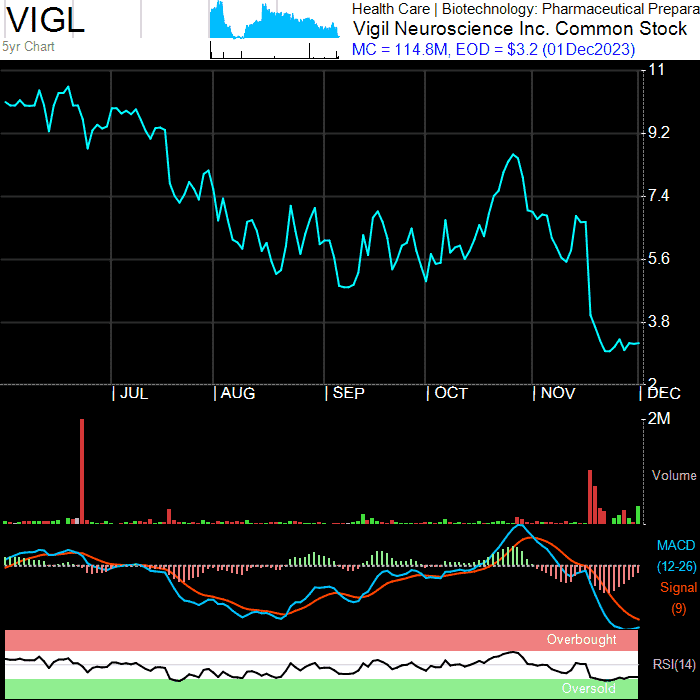 VIGL
5yr Chart
Health Care | Biotechnology: Pharmaceutical Prepara
Vigil Neuroscience Inc. Common Stock
MC = 114.8M, EOD = $3.2 (01Dec2023)
11
9.2
7.4
5.6
3.8
2
| JUL | AUG | SEP | OCT | NOV | DEC
2M
Volume
MACD
(12-26)
Signal
(9)
Overbought
RSI(14)
Oversold